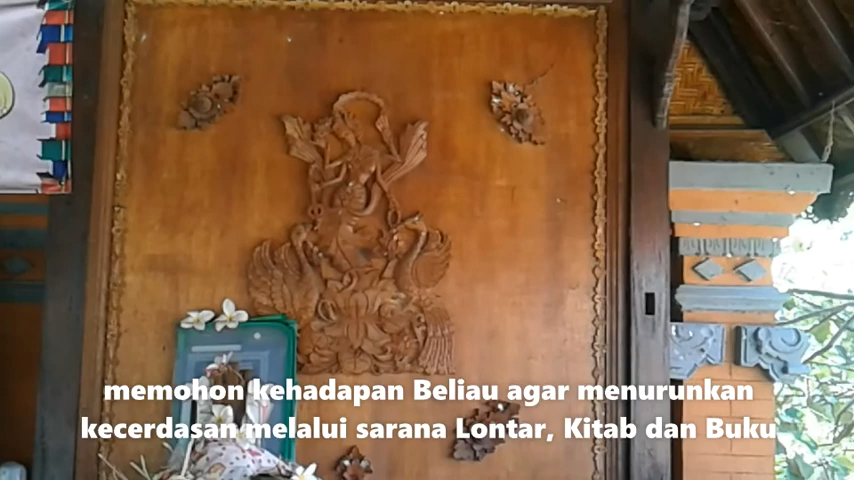 memohon kehadapan Beliau agar menurunkan
kecerdasan melalui sarana Lontar, Kitab dan Buku